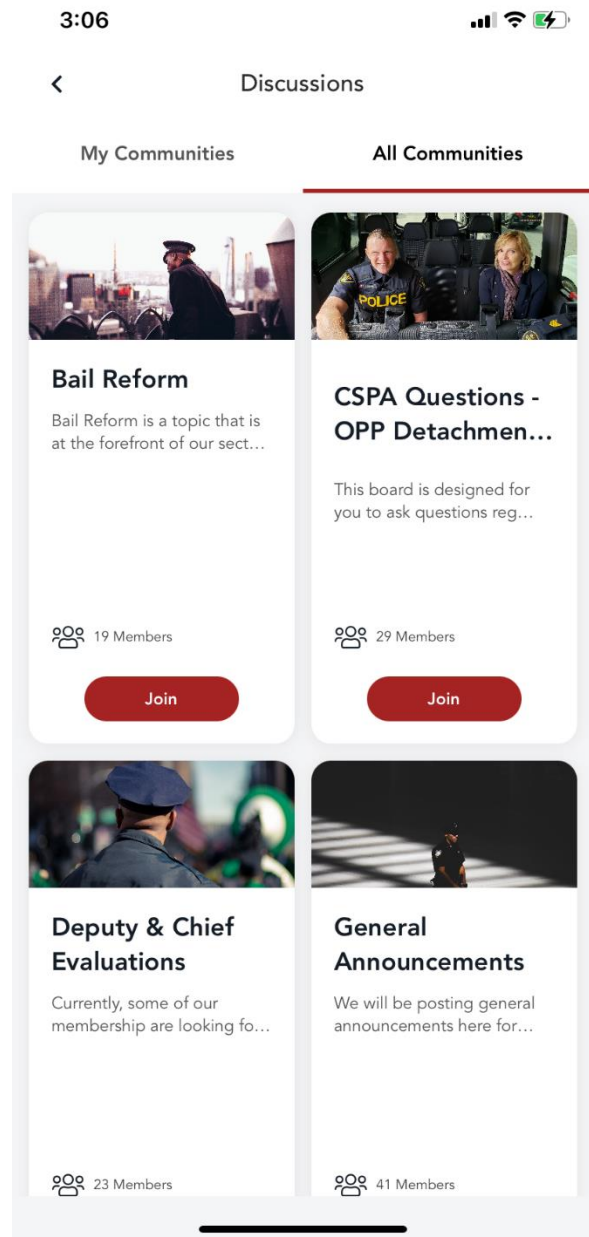 3:06
Discussions
My Communities
All Communities
POLICE
Bail Reform
Bail Reform is a topic that is
at the forefront of our sect...
19 Members
Join
CSPA Questions -
OPP Detachmen...
This board is designed for
you to ask questions reg...
29 Members
Join
Deputy & Chief
Evaluations
Currently, some of our
membership are looking fo...
23 Members
General
Announcements
We will be posting general
announcements here for...
41 Members